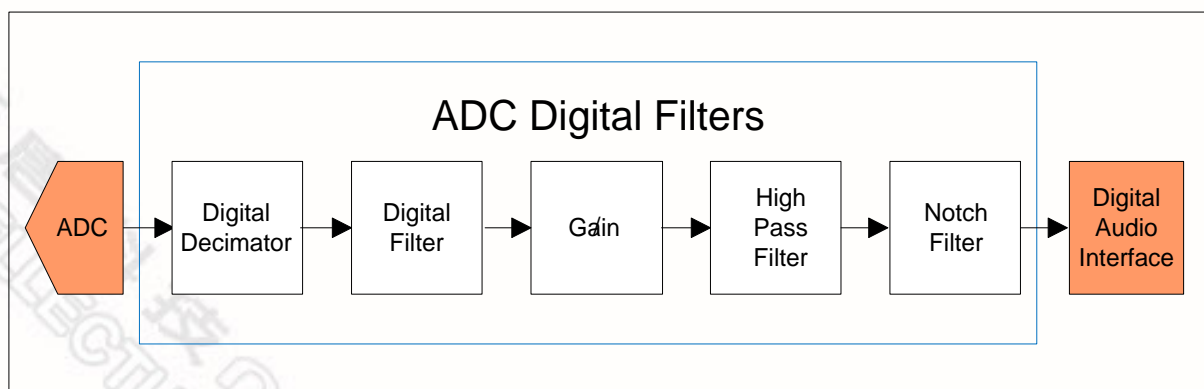 ADC Digital Filters
ADC
Digital
Decimator
Digital
Filter
Gain
High
Pass
Filter
Notch
Filter
Digital
Audio
Interface